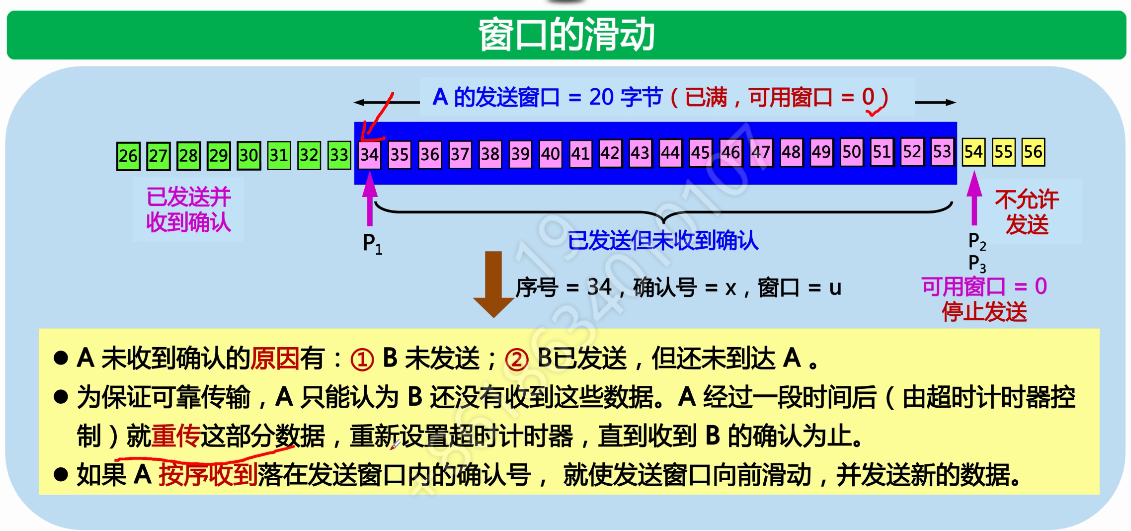 窗口的滑动
A 的发送窗口 = 20 字节（已满，可用窗口 = 0）
26 27 28 29 30 31 32 33 34 35 36 37 38 39 40 41 42 43 44 45 46 47 48 49 50 51 52 53 54 55 56
已发送并
收到确认
P1
已发送但未收到确认
P2
P3
不允许
发送
可用窗口 = 0
停止发送
序号 = 34，确认号 = x，窗口 = u
● A 未收到确认的原因有：① B 未发送；② B已发送，但还未到达 A 。
● 为保证可靠传输，A 只能认为 B 还没有收到这些数据。A 经过一段时间后（由超时计时器控
制）就重传这部分数据，重新设置超时计时器，直到收到 B 的确认为止。
● 如果 A 按序收到落在发送窗口内的确认号， 就使发送窗口向前滑动，并发送新的数据。